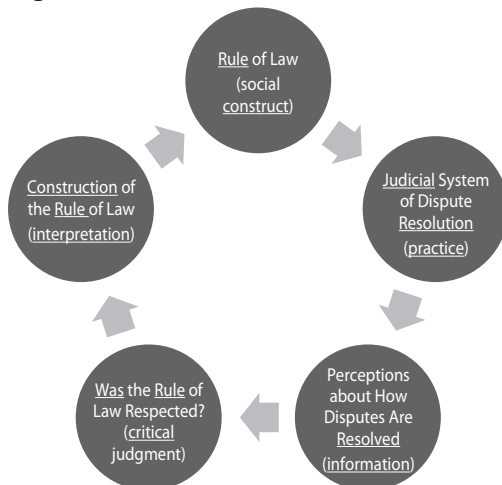 Rule of Law
(social
construct)
Judicial System
of Dispute
Resolution
(practice)
Perceptions
about How
Disputes Are
Resolved
(information)
Was the Rule of
Law Respected?
(critical
judgment)
Construction of
the Rule of Law
(interpretation)